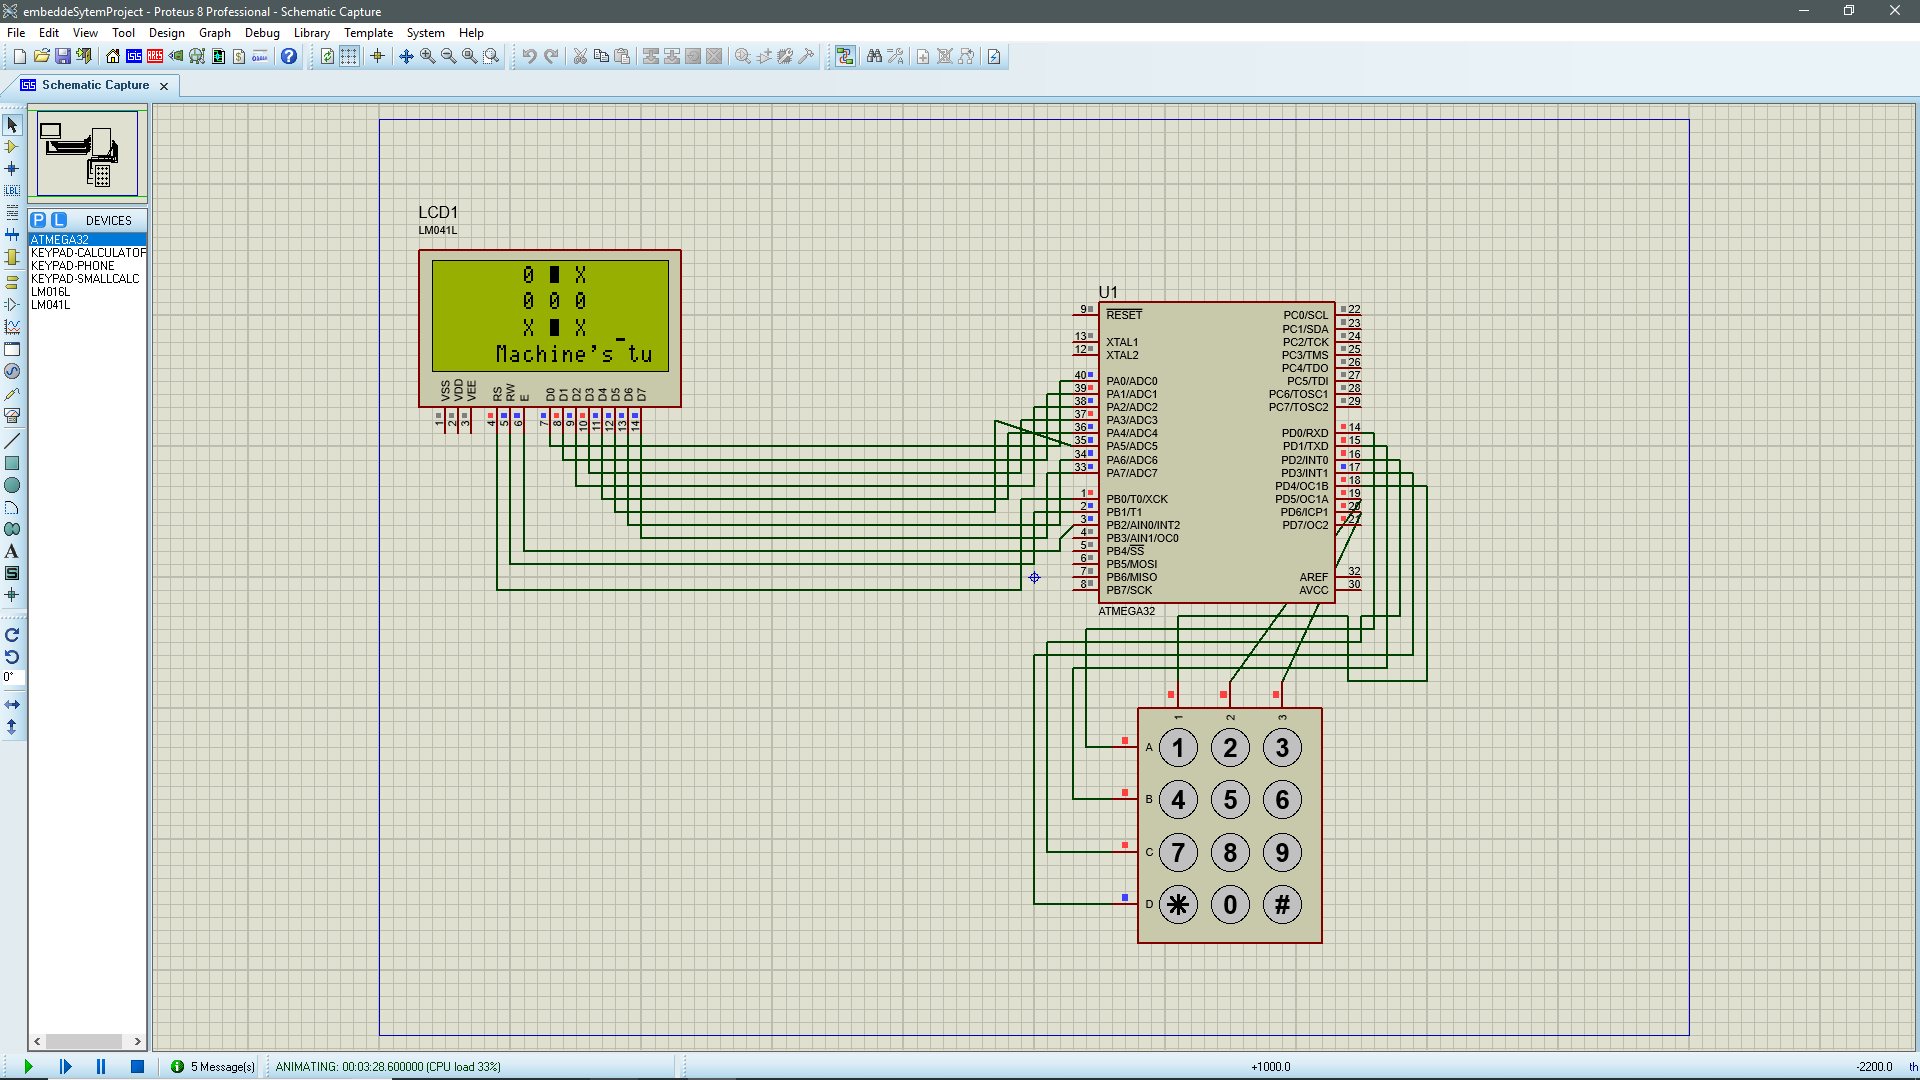 embeddeSytemProject - Proteus 8 Professional - Schematic Capture
File Edit View Tool Design Graph Debug Library Template System Help
Schematic Capture
P L DEVICES
ATMEGA32
KEYPAD-CALCULATOR
KEYPAD-PHONE
KEYPAD-SMALLCALC
LM016L
LM041L
LBL
A
S
0°
LCD1
LM041L
0 X
0 0 0
X X
Machine's tu
VSS VDD VEE RS RW E D0 D1 D2 D3 D4 D5 D6 D7
1 2 3 4 5 6 7 8 9 10 11 12 13 14
U1
9 RESET PC0/SCL 22
PC1/SDA 23
13 XTAL1 PC2/TCK 24
12 XTAL2 PC3/TMS 25
PC4/TDO 26
40 PA0/ADC0 PC5/TDI 27
39 PA1/ADC1 PC6/TOSC1 28
38 PA2/ADC2 PC7/TOSC2 29
37 PA3/ADC3
36 PA4/ADC4 PD0/RXD 14
35 PA5/ADC5 PD1/TXD 15
34 PA6/ADC6 PD2/INT0 16
33 PA7/ADC7 PD3/INT1 17
PD4/OC1B 18
1 PB0/T0/XCK PD5/OC1A 19
2 PB1/T1 PD6/ICP1 20
3 PB2/AIN0/INT2 PD7/OC2 21
4 PB3/AIN1/OC0
5 PB4/SS
6 PB5/MOSI
7 PB6/MISO AREF 32
8 PB7/SCK AVCC 30
ATMEGA32
1 2 3
A 1 2 3
B 4 5 6
C 7 8 9
D * 0 #
5 Message(s) ANIMATING: 00:03:28.600000 (CPU load 33%) +1000.0 -2200.0 th